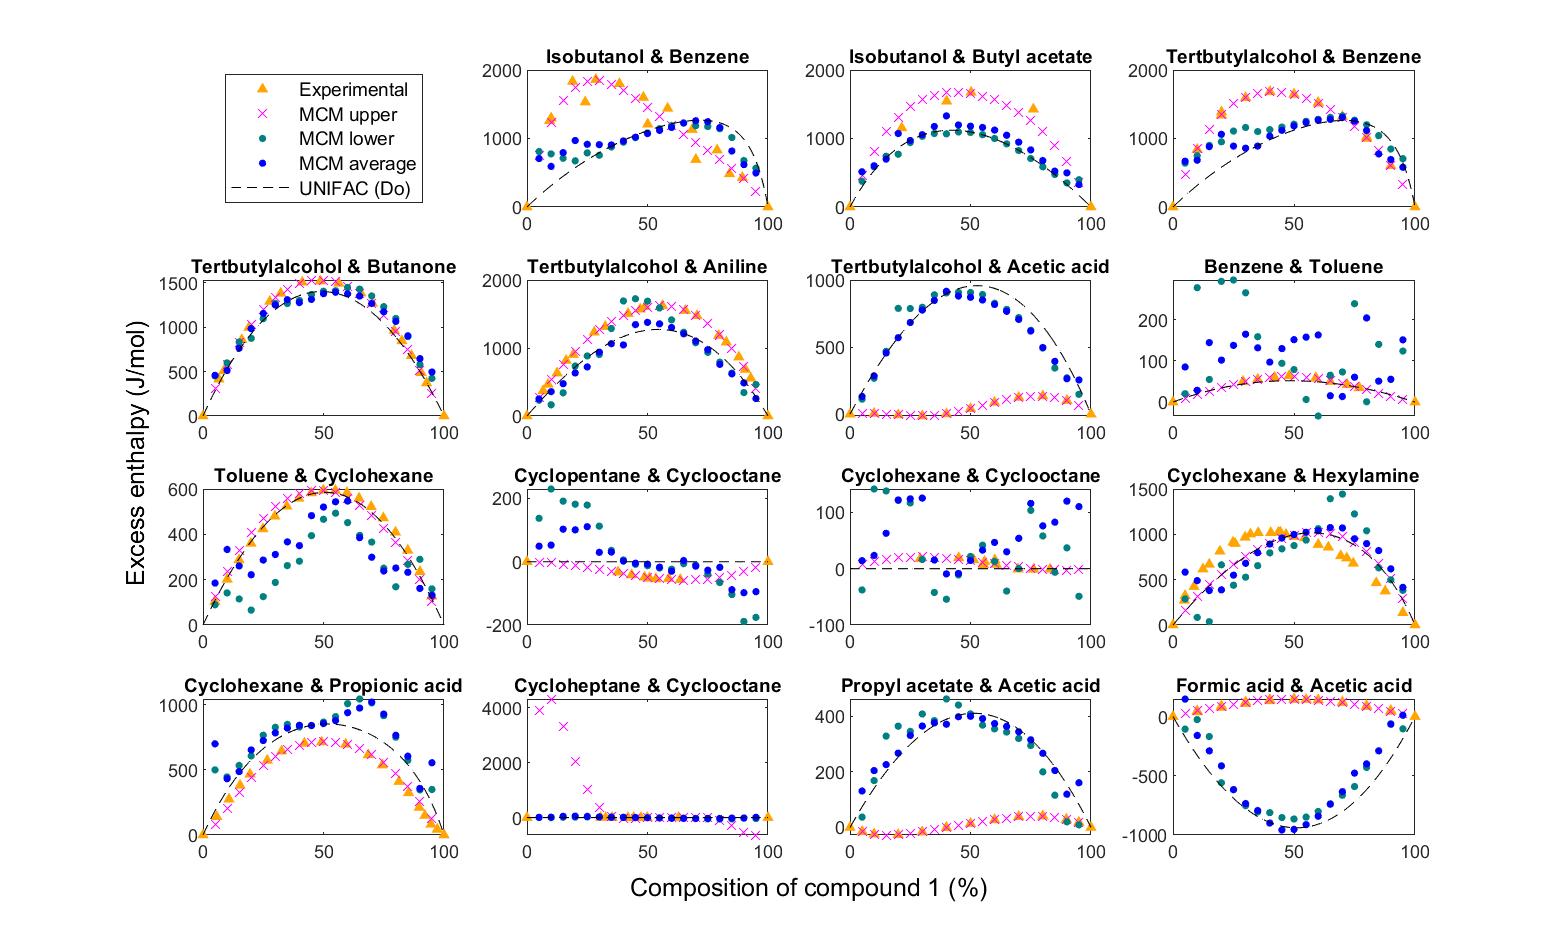 Experimental
MCM upper
MCM lower
MCM average
UNIFAC (Do)
Isobutanol & Benzene
2000
1000
0
0 50 100
Isobutanol & Butyl acetate
2000
1000
0
0 50 100
Tertbutylalcohol & Benzene
2000
1000
0
0 50 100
Tertbutylalcohol & Butanone
1500
1000
500
0
0 50 100
Tertbutylalcohol & Aniline
2000
1000
0
0 50 100
Tertbutylalcohol & Acetic acid
1000
500
0
0 50 100
Benzene & Toluene
200
100
0
0 50 100
Toluene & Cyclohexane
600
400
200
0
0 50 100
Cyclopentane & Cyclooctane
200
0
-200
0 50 100
Cyclohexane & Cyclooctane
100
0
-100
0 50 100
Cyclohexane & Hexylamine
1500
1000
500
0
0 50 100
Cyclohexane & Propionic acid
1000
500
0
0 50 100
Cycloheptane & Cyclooctane
4000
2000
0
0 50 100
Propyl acetate & Acetic acid
400
200
0
0 50 100
Formic acid & Acetic acid
0
-500
-1000
0 50 100
Excess enthalpy (J/mol)
Composition of compound 1 (%)